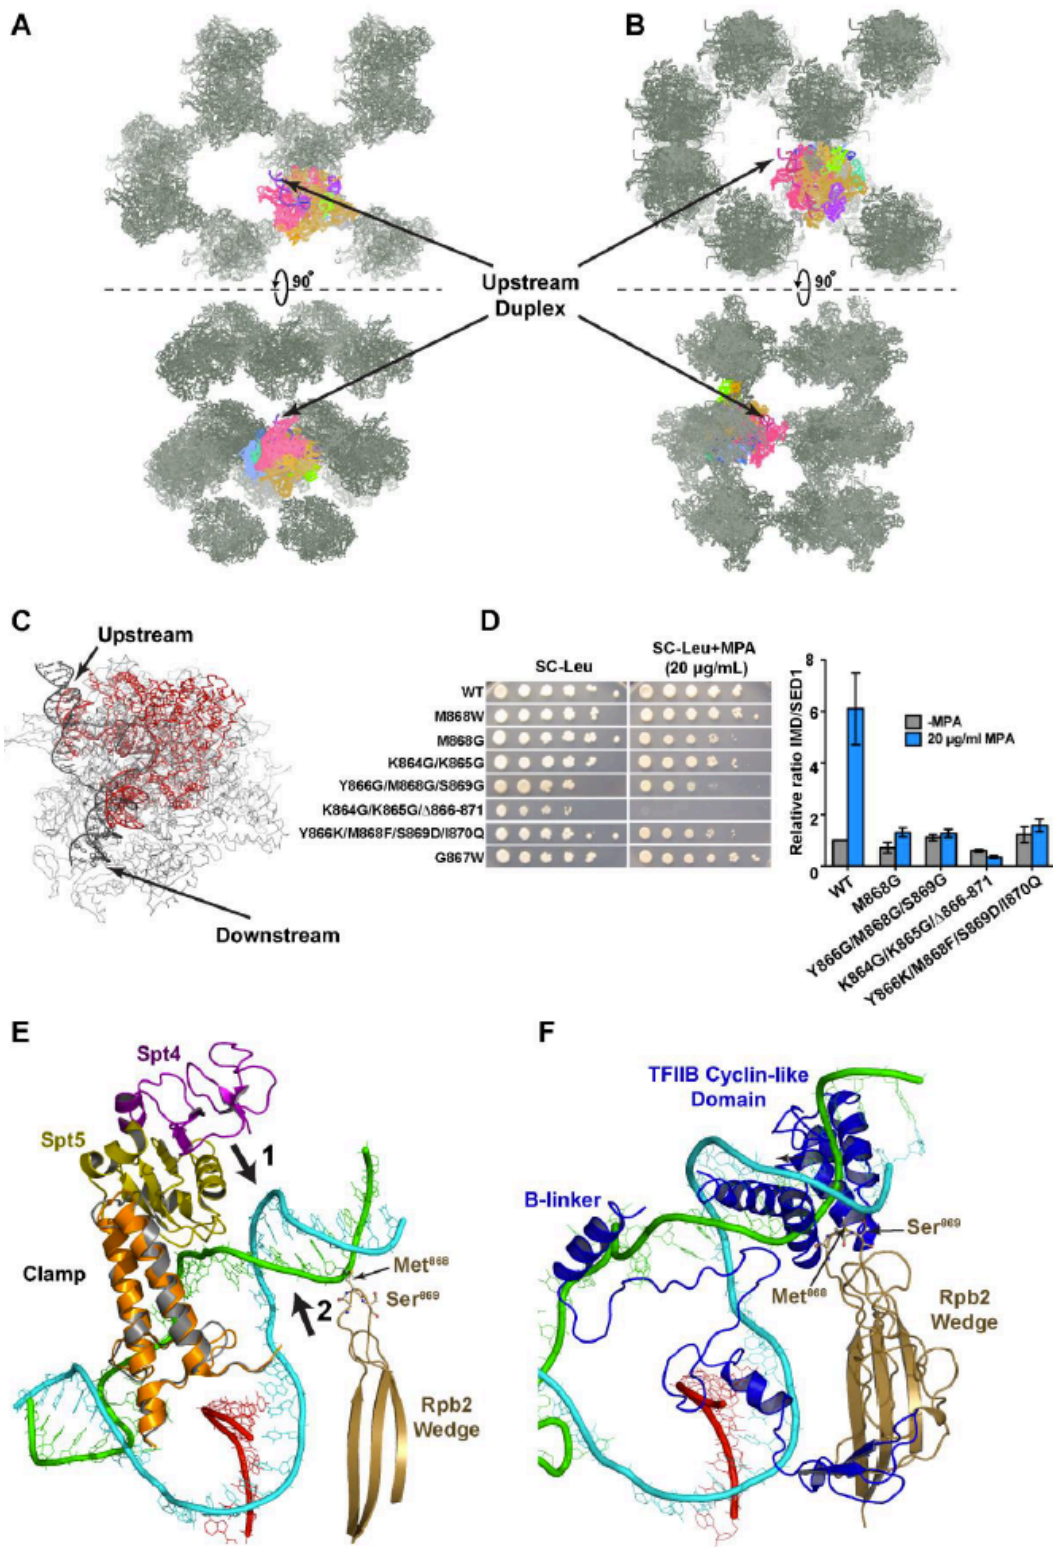 A
B
90°
90°
Upstream
Duplex
C
Upstream
Downstream
D
SC-Leu
SC-Leu+MPA
(20 µg/mL)
WT
M868W
M868G
K864G/K865G
Y866G/M868G/S869G
K864G/K865G/Δ866-871
Y866K/M868F/S869D/I870Q
G867W
Relative ratio IMD/SED1
8
6
4
2
0
-MPA
20 µg/ml MPA
WT
M868G
Y866G/M868G/S869G
K864G/K865G/Δ866-871
Y866K/M868F/S869D/I870Q
E
Spt4
Spt5
1
Clamp
Met868
2
Ser869
Rpb2
Wedge
F
TFIIB Cyclin-like
Domain
B-linker
Ser869
Met868
Rpb2
Wedge